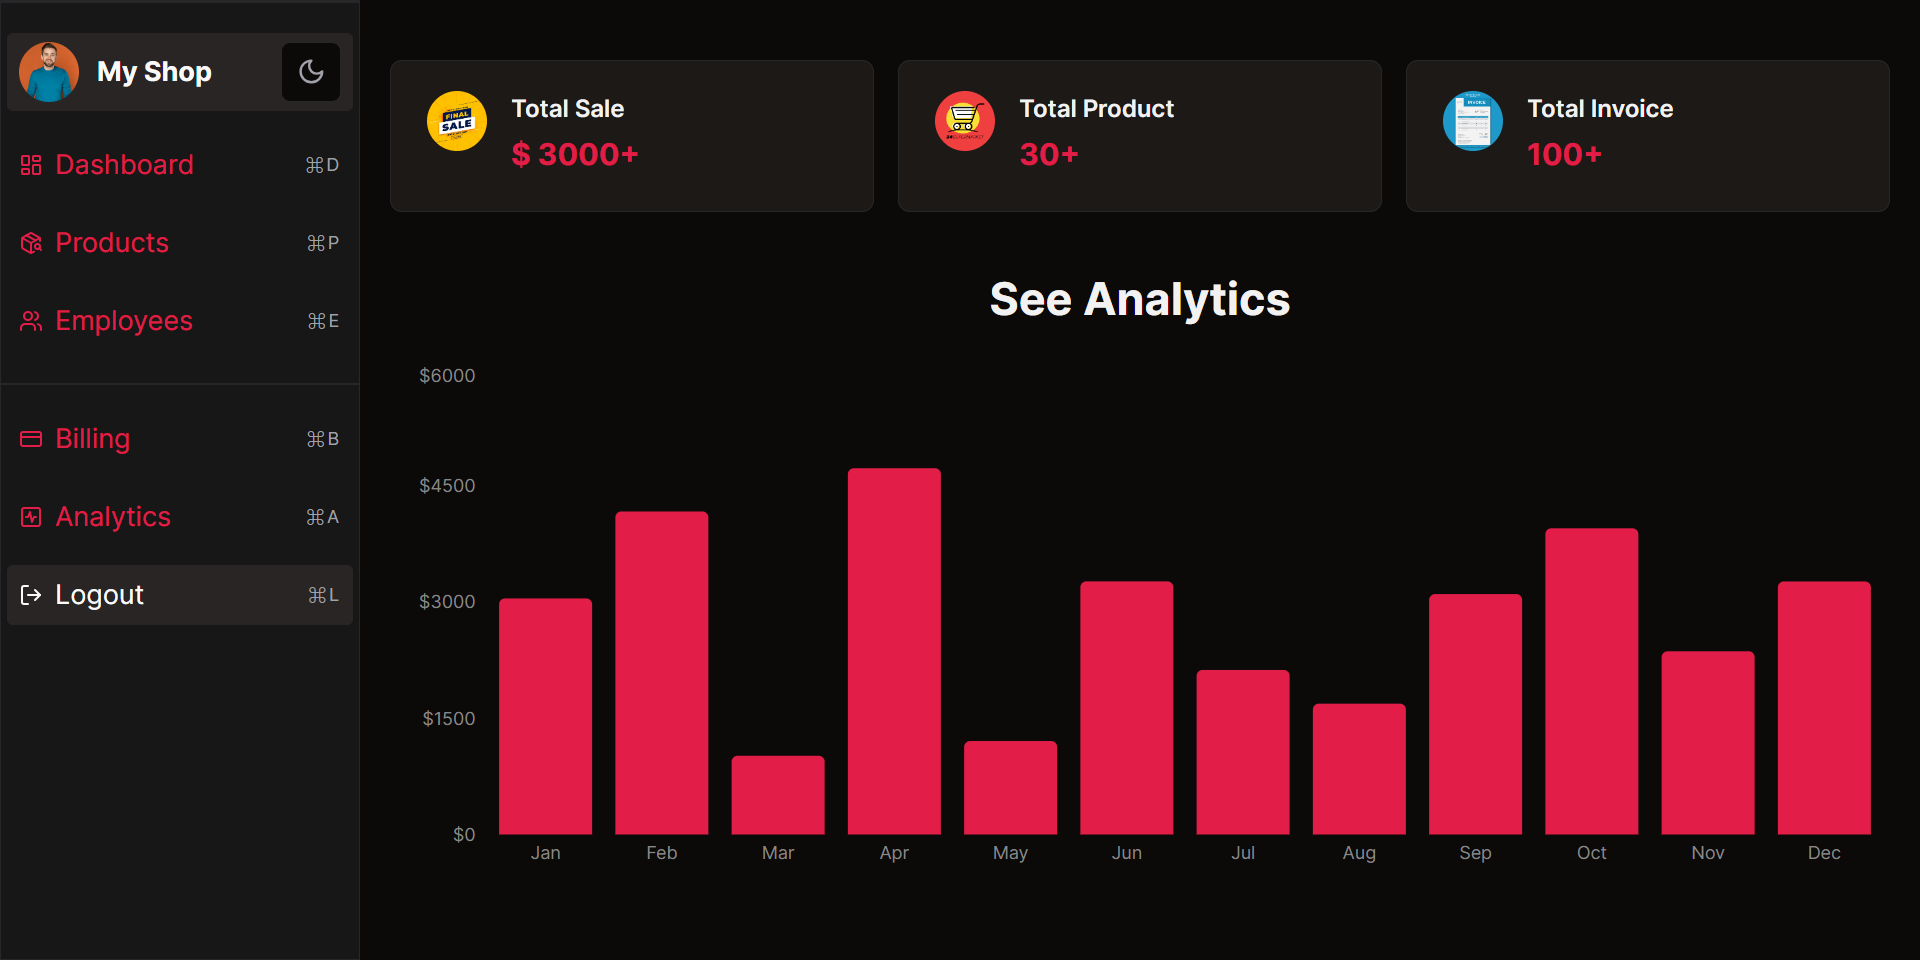 My Shop
Dashboard ⌘D
Products ⌘P
Employees ⌘E
Billing ⌘B
Analytics ⌘A
Logout ⌘L
FINAL
SALE
Total Sale
$ 3000+
Total Product
30+
INVOICE
Total Invoice
100+
See Analytics
$6000
$4500
$3000
$1500
$0
Jan Feb Mar Apr May Jun Jul Aug Sep Oct Nov Dec